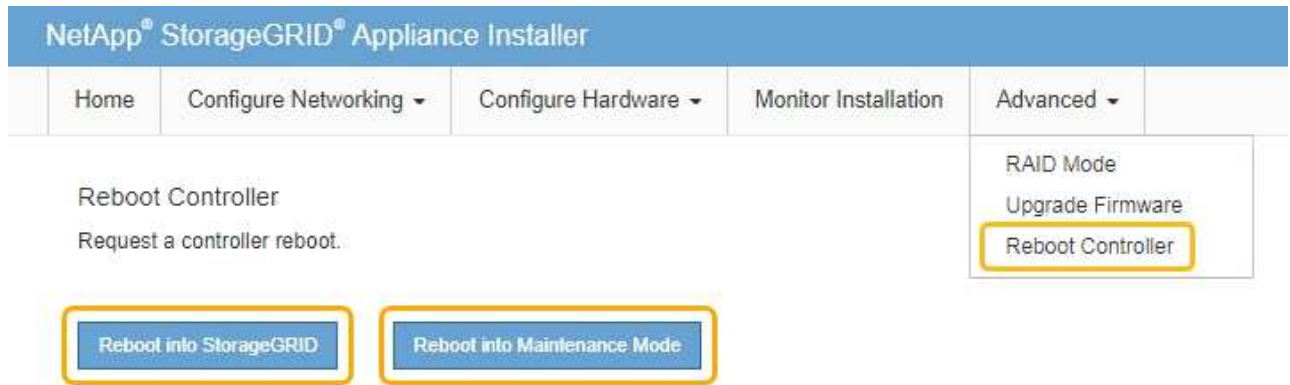 NetApp® StorageGRID® Appliance Installer
Home Configure Networking Configure Hardware Monitor Installation Advanced
RAID Mode
Upgrade Firmware
Reboot Controller
Reboot Controller
Request a controller reboot.
Reboot into StorageGRID Reboot into Maintenance Mode